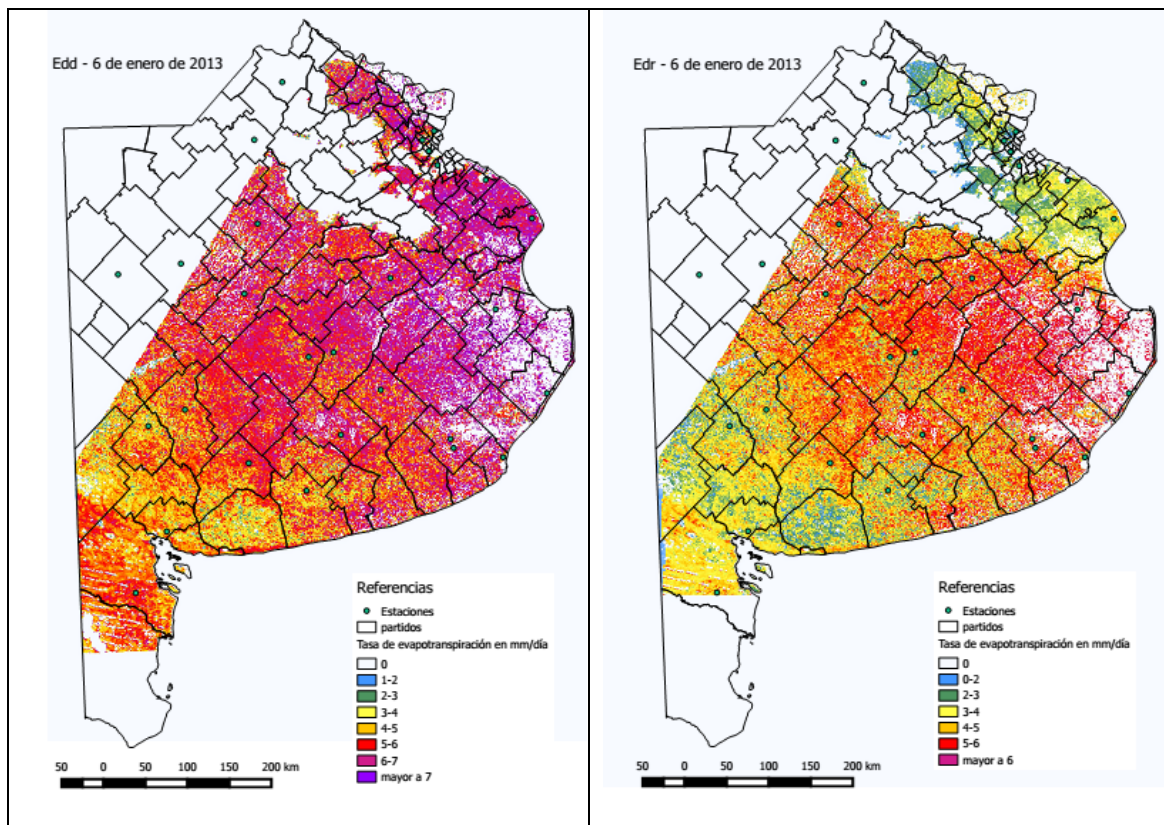 Edd - 6 de enero de 2013
Referencias
Estaciones
partidos
Tasa de evapotranspiración en mm/día
0
1-2
2-3
3-4
4-5
5-6
6-7
mayor a 7
50 0 50 100 150 200 km
Edr - 6 de enero de 2013
Referencias
Estaciones
partidos
Tasa de evapotranspiración en mm/día
0
0-2
2-3
3-4
4-5
5-6
mayor a 6
50 0 50 100 150 200 km